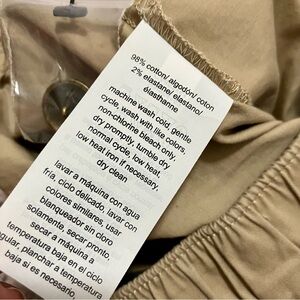 98% cotton/ algodón/ coton
2% elastane/ elastano/
élasthanne
machine wash cold, gentle
cycle, wash with like colors,
non-chlorine bleach only,
dry promptly, tumble dry
normal cycle, low heat,
low heat iron if necessary,
dry clean
lavar a máquina con agua
fría, ciclo delicado, lavar con
colores similares, usar
blanqueador sin cloro
solamente, secar pronto,
secar a máquina a
temperatura baja en el ciclo
gular, planchar a temperatura
baja si es necesario,